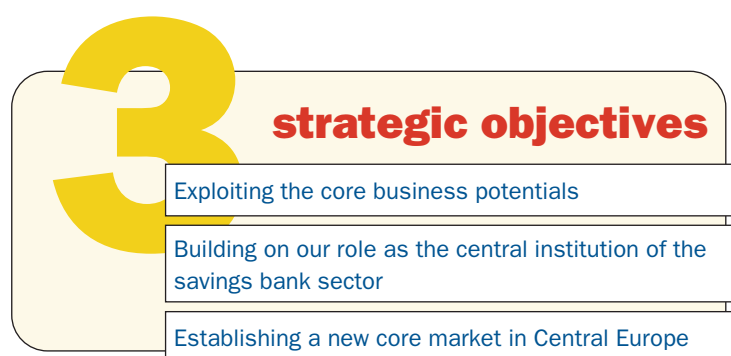 3
strategic objectives
Exploiting the core business potentials
Building on our role as the central institution of the
savings bank sector
Establishing a new core market in Central Europe